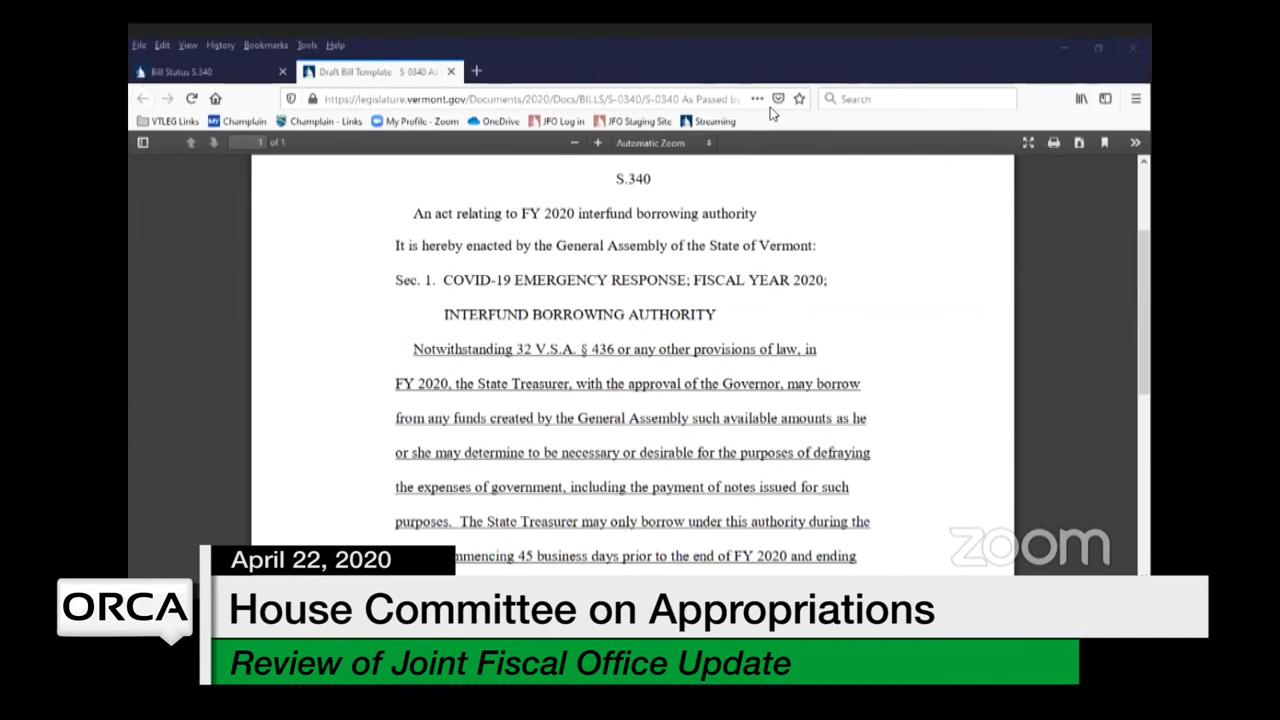 File Edit View History Bookmarks Tools Help
Bill Status S.340
Draft Bill Template - S-0340 As
https://legislature.vermont.gov/Documents/2020/Docs/BILLS/S-0340/S-0340 As Passed by
Search
VTLEG Links MY Champlain Champlain - Links My Profile - Zoom OneDrive JFO Log in JFO Staging Site Streaming
1 of 1
Automatic Zoom
S.340
An act relating to FY 2020 interfund borrowing authority
It is hereby enacted by the General Assembly of the State of Vermont:
Sec. 1. COVID-19 EMERGENCY RESPONSE; FISCAL YEAR 2020;
INTERFUND BORROWING AUTHORITY
Notwithstanding 32 V.S.A. § 436 or any other provisions of law, in
FY 2020, the State Treasurer, with the approval of the Governor, may borrow
from any funds created by the General Assembly such available amounts as he
or she may determine to be necessary or desirable for the purposes of defraying
the expenses of government, including the payment of notes issued for such
purposes. The State Treasurer may only borrow under this authority during the
mmencing 45 business days prior to the end of FY 2020 and ending
zoom
April 22, 2020
ORCA
House Committee on Appropriations
Review of Joint Fiscal Office Update